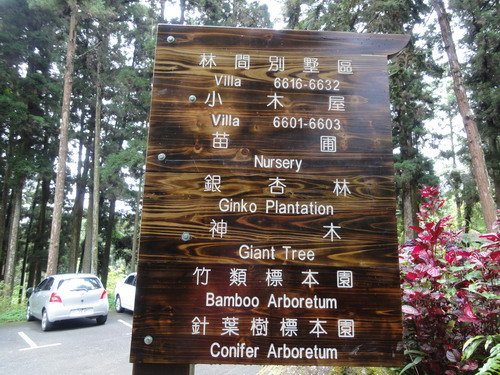 林間別墅區
Villa 6616-6632
小木屋
Villa 6601-6603
苗圃
Nursery
銀杏林
Ginko Plantation
神木
Giant Tree
竹類標本園
Bamboo Arboretum
針葉樹標本園
Conifer Arboretum